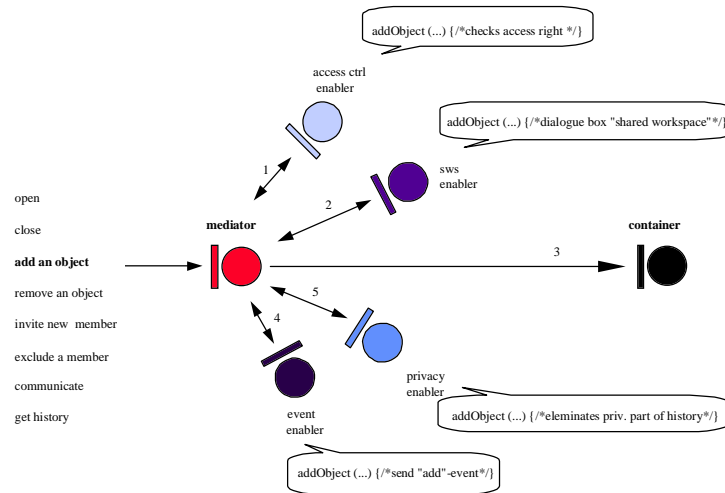 addObject (...) {/*checks access right */}
access ctrl
enabler
addObject (...) {/*dialogue box "shared workspace"*/}
1
sws
enabler
open
2
close
mediator
container
add an object
3
remove an object
5
invite new member
4
exclude a member
privacy
enabler
communicate
get history
event
enabler
addObject (...) {/*eleminates priv. part of history*/}
addObject (...) {/*send "add"-event*/}